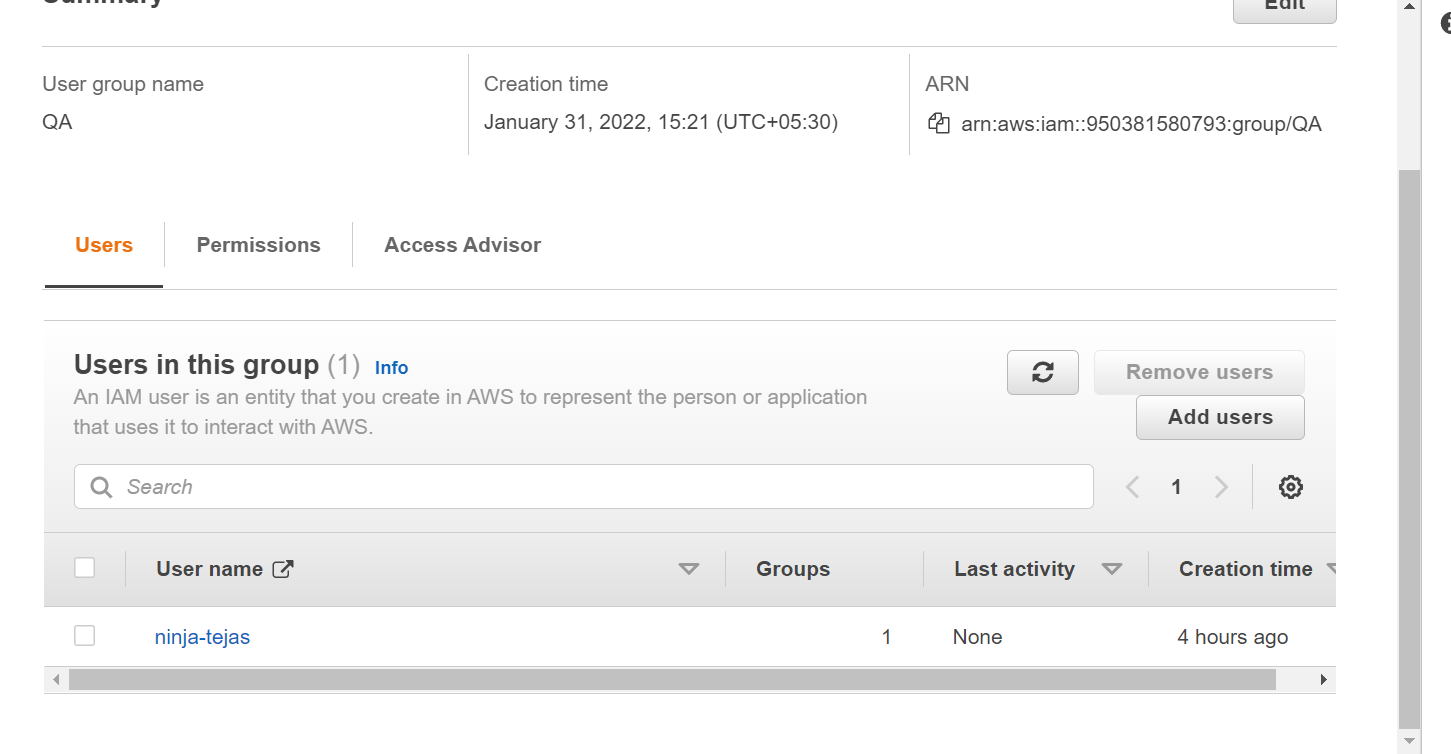 Summary
Edit
User group name
QA
Creation time
January 31, 2022, 15:21 (UTC+05:30)
ARN
arn:aws:iam::950381580793:group/QA
Users
Permissions
Access Advisor
Users in this group (1) Info
An IAM user is an entity that you create in AWS to represent the person or application
that uses it to interact with AWS.
Remove users
Add users
Search
1
User name
Groups
Last activity
Creation time
ninja-tejas
1
None
4 hours ago